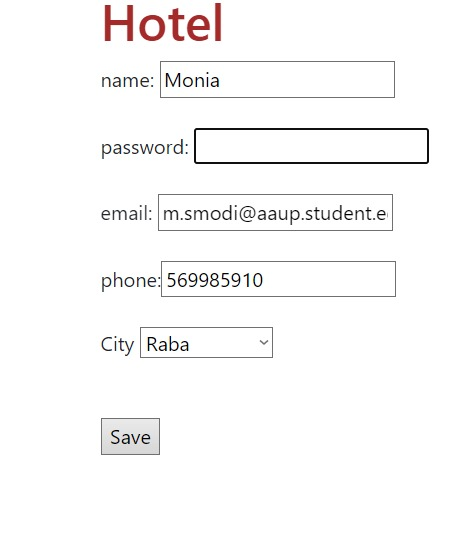 Hotel
name: Monia
password:
email: m.smodi@aaup.student.e
phone: 569985910
City Raba
Save